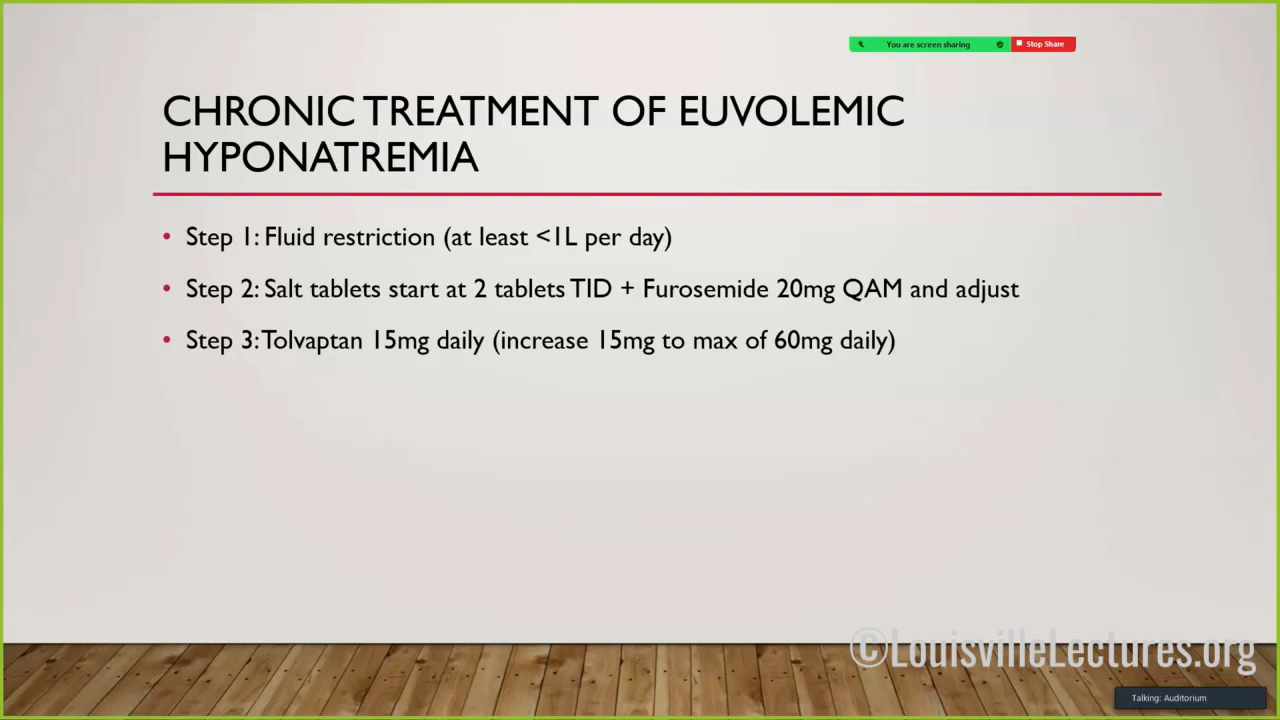 You are screen sharing
Stop Share
CHRONIC TREATMENT OF EUVOLEMIC
HYPONATREMIA
• Step 1: Fluid restriction (at least <1L per day)
• Step 2: Salt tablets start at 2 tablets TID + Furosemide 20mg QAM and adjust
• Step 3: Tolvaptan 15mg daily (increase 15mg to max of 60mg daily)
©LouisvilleLectures.org
Talking: Auditorium